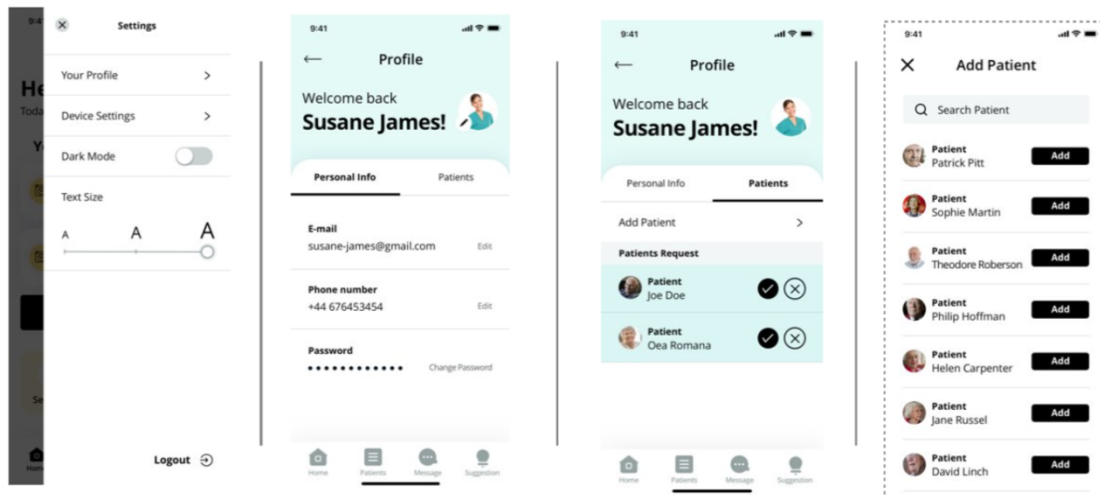 9:4
Settings
Your Profile
Device Settings
Dark Mode
Text Size
A A A
Logout
He
Toda
Y
Se
Hom
9:41
Profile
Welcome back
Susane James!
Personal Info Patients
E-mail
susane-james@gmail.com Edit
Phone number
+44 676453454 Edit
Password
Change Password
Home Patients Message Suggestion
9:41
Profile
Welcome back
Susane James!
Personal Info Patients
Add Patient
Patients Request
Patient
Joe Doe
Patient
Oea Romana
Home Patients Message Suggestion
9:41
Add Patient
Search Patient
Patient
Patrick Pitt
Add
Patient
Sophie Martin
Add
Patient
Theodore Roberson
Add
Patient
Philip Hoffman
Add
Patient
Helen Carpenter
Add
Patient
Jane Russel
Add
Patient
David Linch
Add